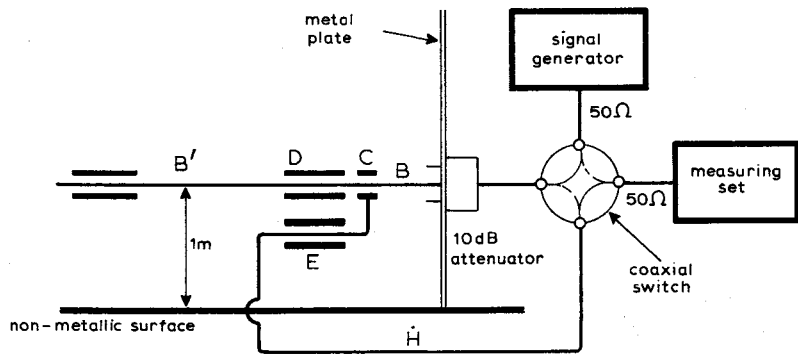 metal
plate
signal
generator
50Ω
B′
D
C
B
measuring
set
50Ω
1m
E
10dB
attenuator
coaxial
switch
non-metallic surface
Ḣ